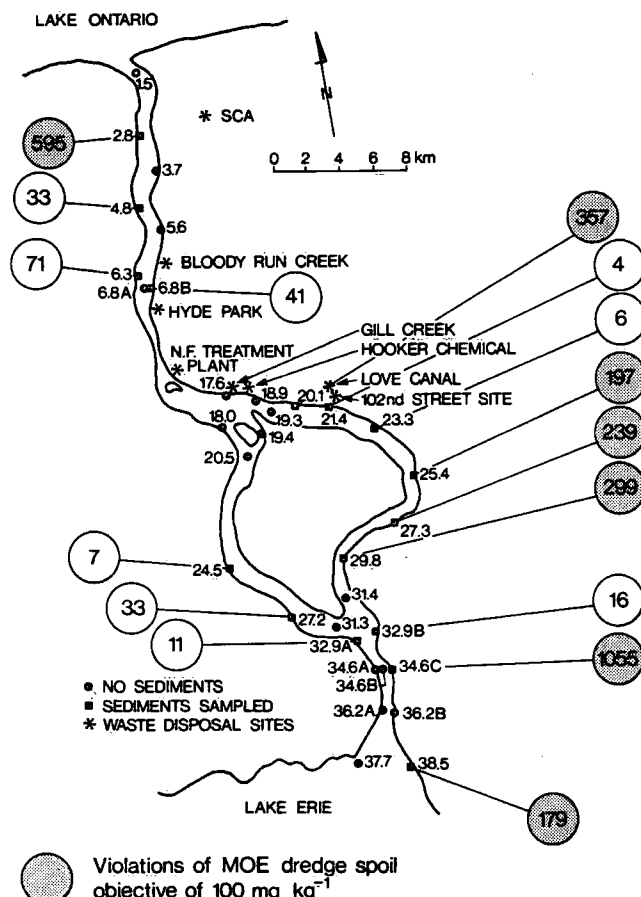 LAKE ONTARIO
1.5
N
* SCA
595
2.8
0 2 4 6 8 km
3.7
33
4.8
357
5.6
4
71
BLOODY RUN CREEK
6.3
6.8A
6.8B
41
6
HYDE PARK
GILL CREEK
N.F. TREATMENT
PLANT
HOOKER CHEMICAL
197
17.6
18.9
20.1
LOVE CANAL
102nd STREET SITE
19.3
21.4
18.0
19.4
23.3
239
20.5
25.4
299
27.3
7
29.8
24.5
31.4
33
16
27.2
31.3
32.9B
11
32.9A
34.6A
34.6C
1055
34.6B
● NO SEDIMENTS
■ SEDIMENTS SAMPLED
* WASTE DISPOSAL SITES
36.2A
36.2B
37.7
38.5
LAKE ERIE
179
Violations of MOE dredge spoil
objective of 100 mg kg⁻¹